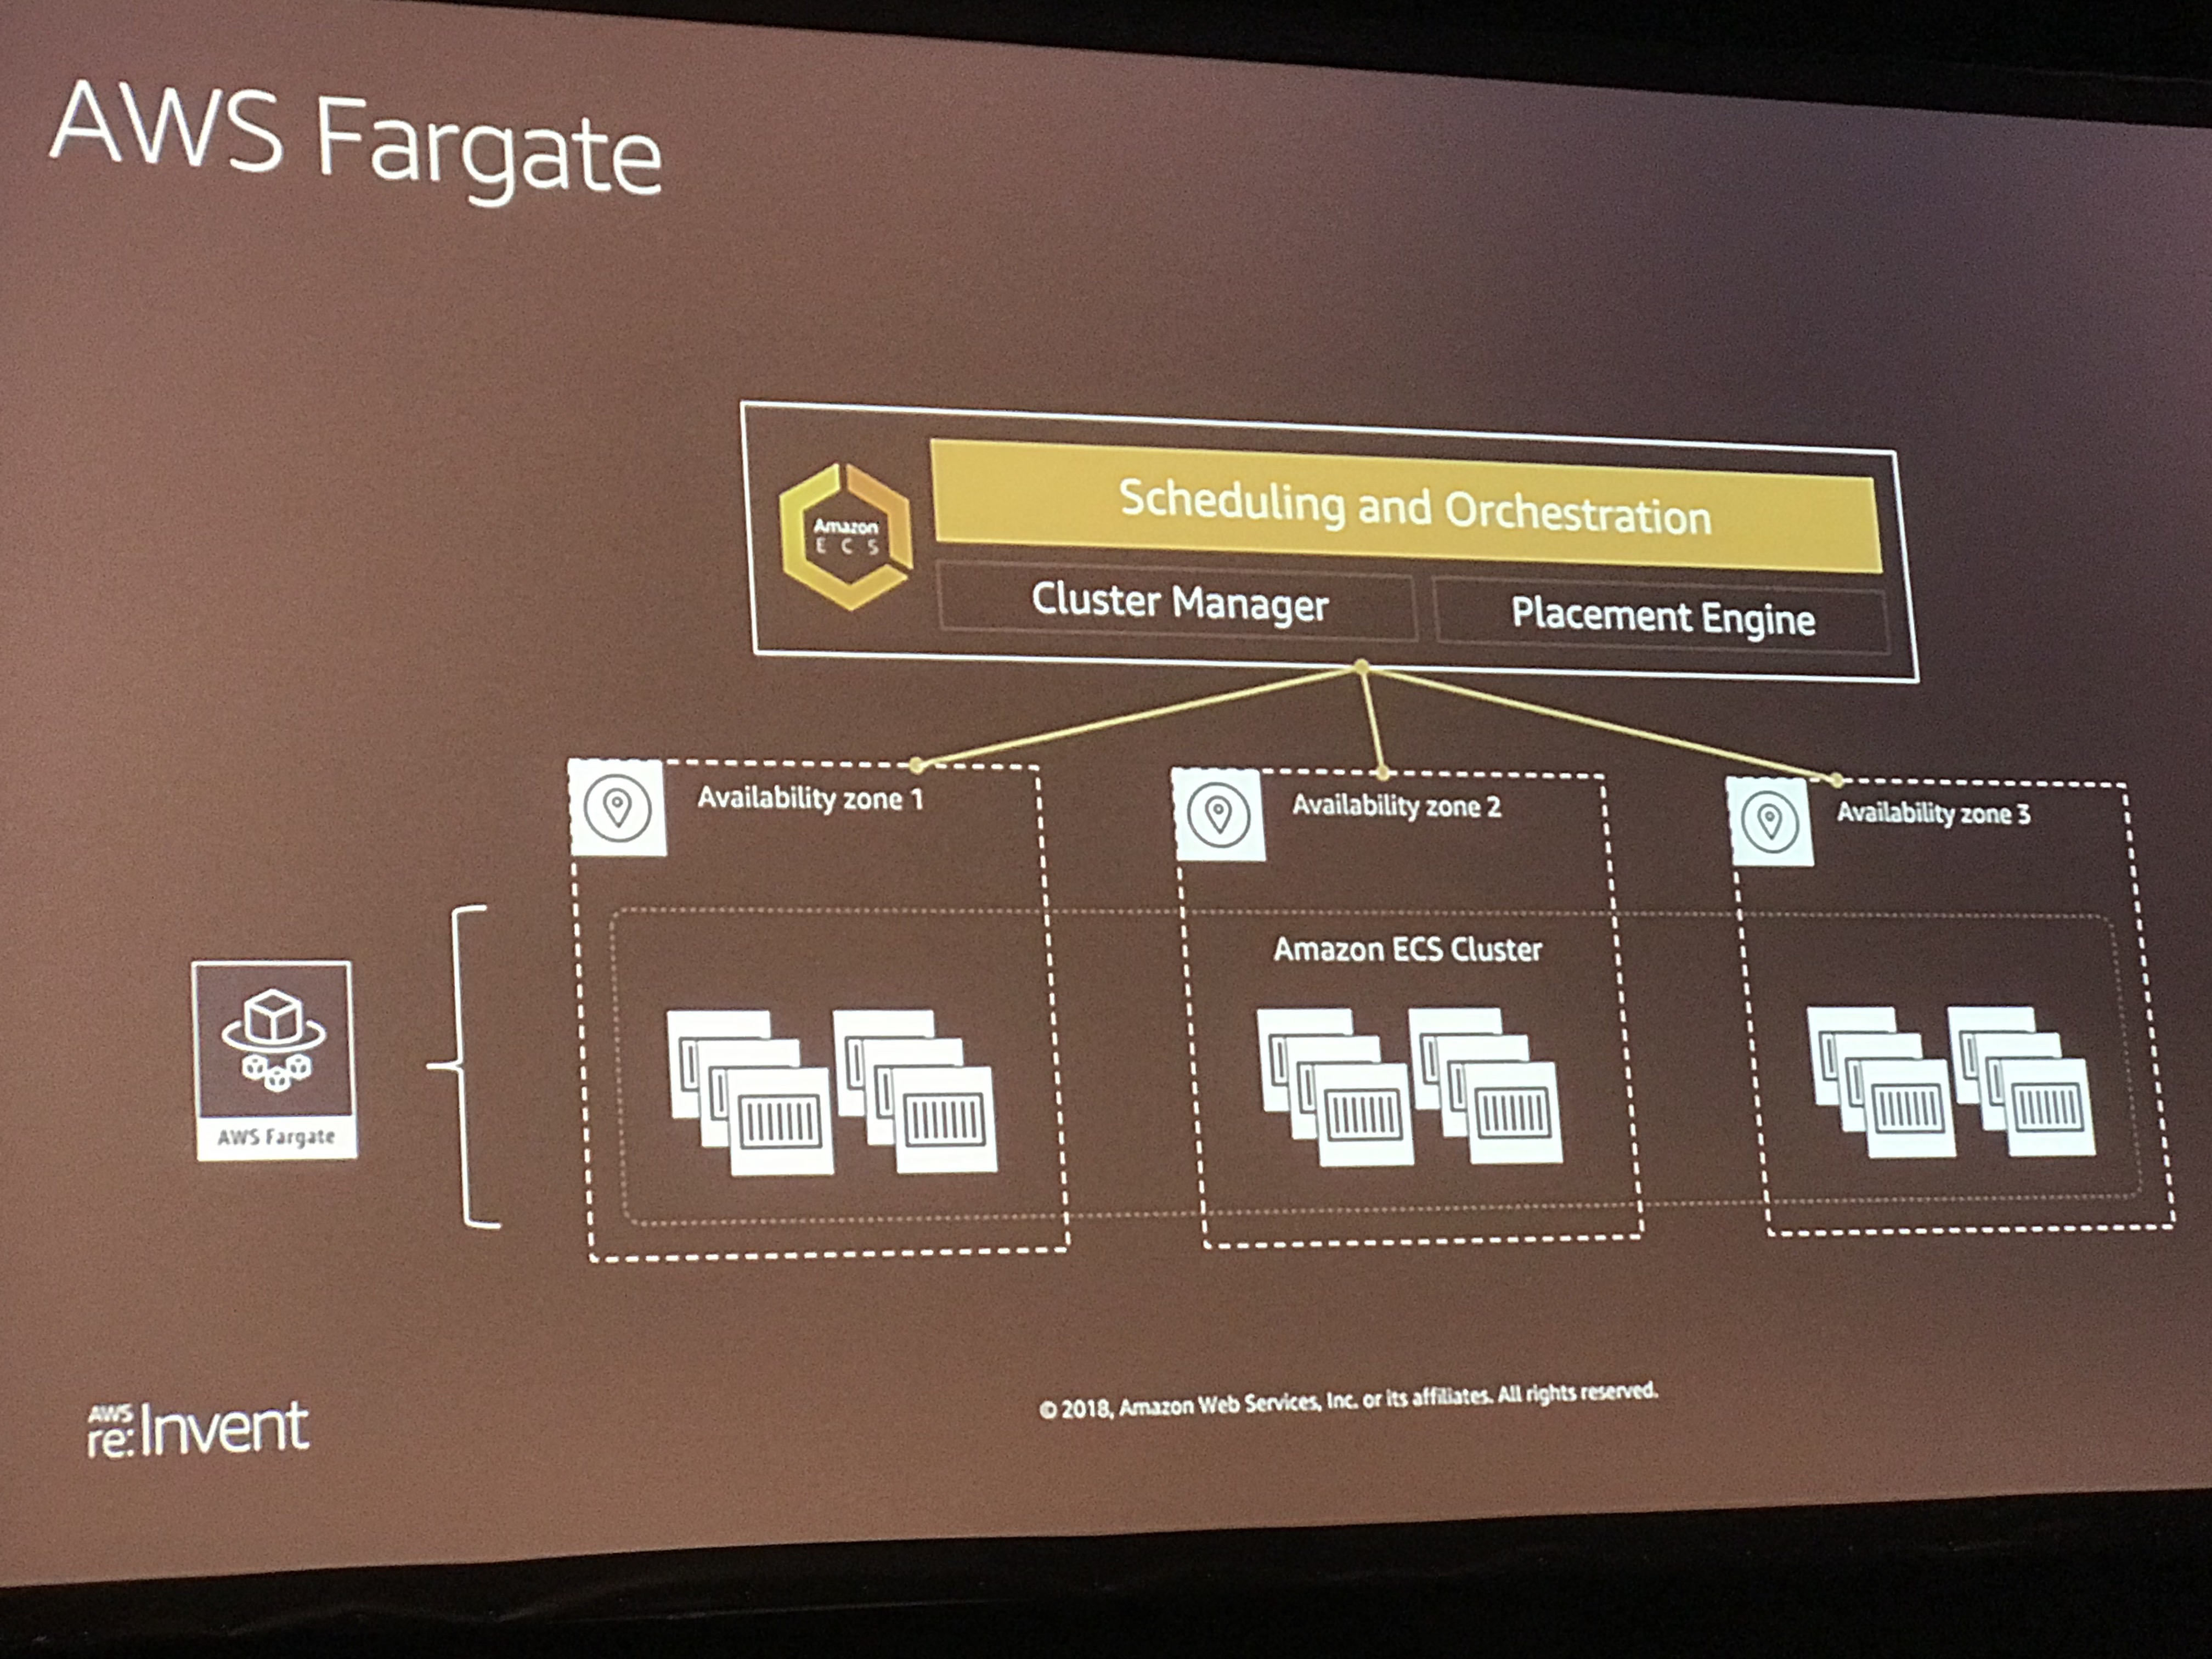 AWS Fargate
Amazon
ECS
Scheduling and Orchestration
Cluster Manager
Placement Engine
Availability zone 1
Availability zone 2
Availability zone 3
Amazon ECS Cluster
AWS Fargate
AWS
re:Invent
© 2018, Amazon Web Services, Inc. or its affiliates. All rights reserved.